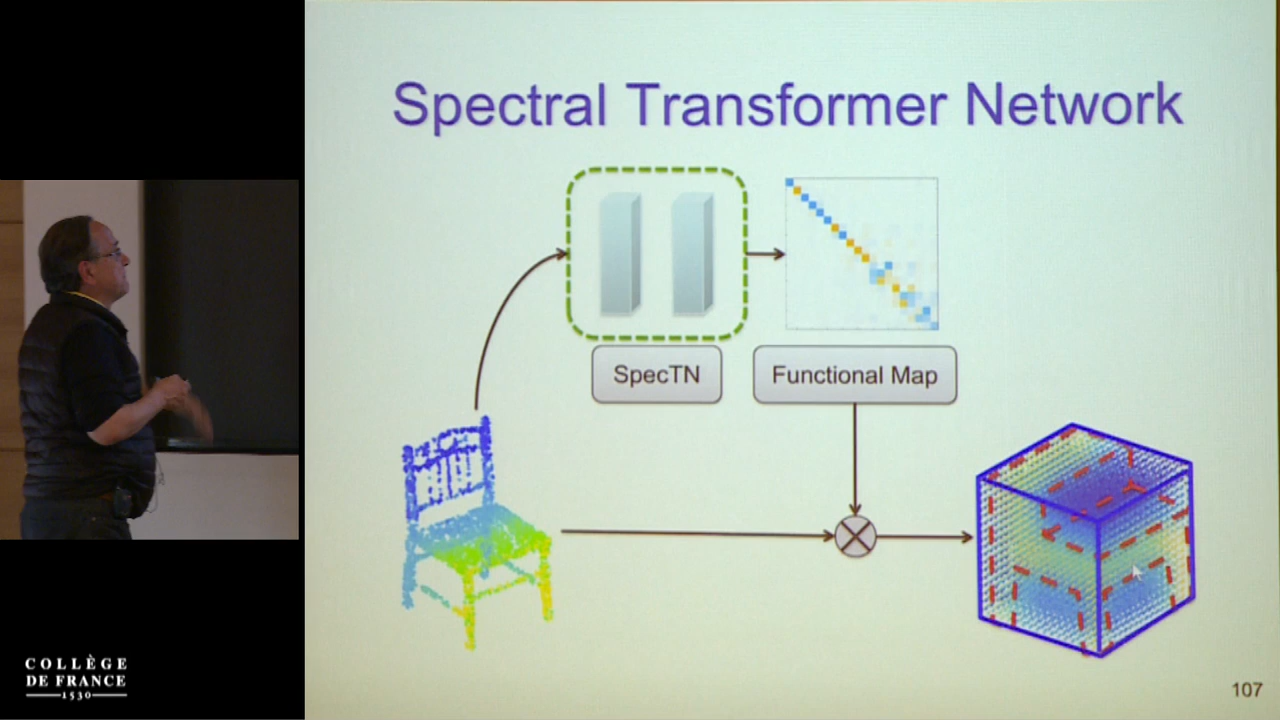 Spectral Transformer Network
SpecTN
Functional Map
COLLÈGE
DE FRANCE
1530
107